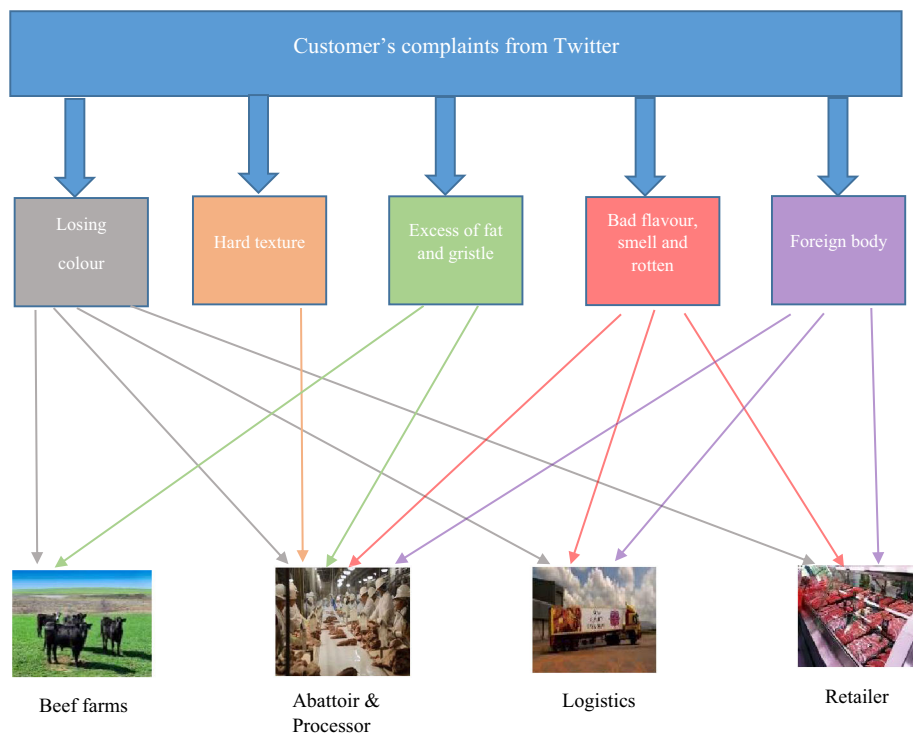 Customer’s complaints from Twitter
Losing
colour
Hard texture
Excess of fat
and gristle
Bad flavour,
smell and
rotten
Foreign body
Beef farms
Abattoir &
Processor
Logistics
Retailer